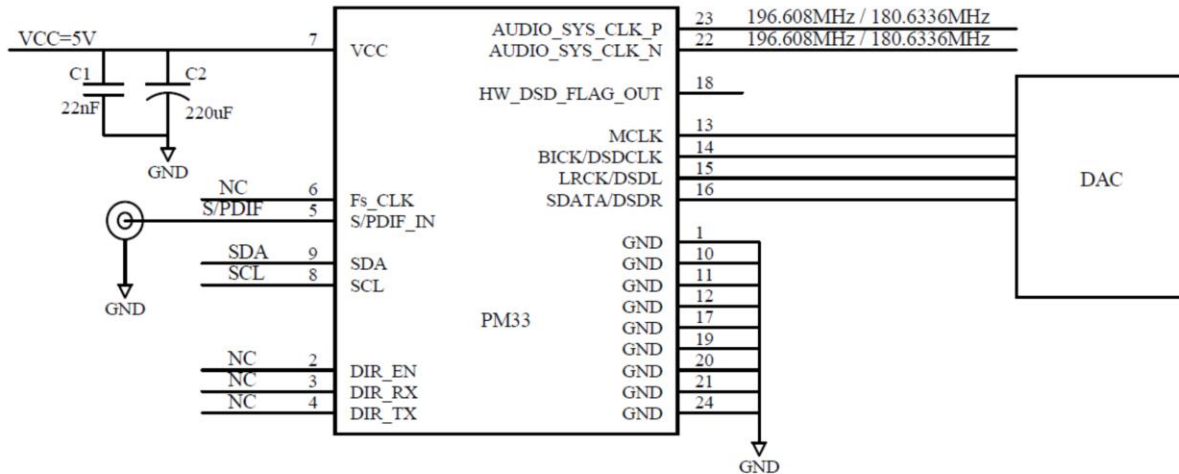 VCC=5V
7
VCC
C1
22nF
C2
220uF
GND
NC
6
Fs_CLK
S/PDIF
5
S/PDIF_IN
GND
SDA
9
SDA
SCL
8
SCL
PM33
NC
2
DIR_EN
NC
3
DIR_RX
NC
4
DIR_TX
AUDIO_SYS_CLK_P
23
196.608MHz / 180.6336MHz
AUDIO_SYS_CLK_N
22
196.608MHz / 180.6336MHz
HW_DSD_FLAG_OUT
18
MCLK
13
BICK/DSDCLK
14
LRCK/DSDL
15
SDATA/DSDR
16
DAC
GND
1
GND
10
GND
11
GND
12
GND
17
GND
19
GND
20
GND
21
GND
24
GND